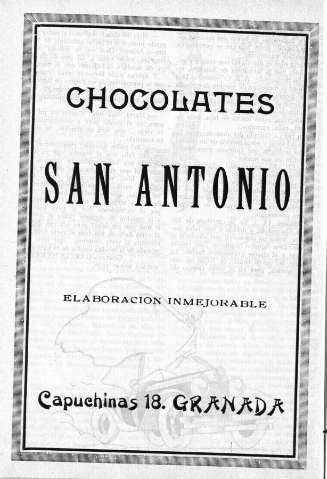 CHOCOLATES
SAN ANTONIO
ELABORACION INMEJORABLE
Capuchinas 18. GRANADA